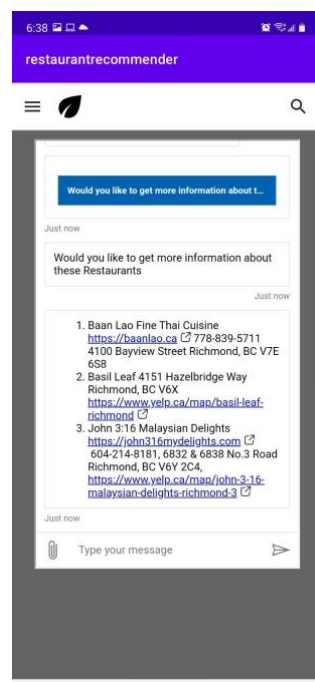 6:38
restaurantrecommender
Would you like to get more information about t...
Just now
Would you like to get more information about
these Restaurants
Just now
1. Baan Lao Fine Thai Cuisine
https://baanlao.ca 778-839-5711
4100 Bayview Street Richmond, BC V7E
6S8
2. Basil Leaf 4151 Hazelbridge Way
Richmond, BC V6X
https://www.yelp.ca/map/basil-leaf-
richmond
3. John 3:16 Malaysian Delights
https://john316mydelights.com
604-214-8181, 6832 & 6838 No.3 Road
Richmond, BC V6Y 2C4,
https://www.yelp.ca/map/john-3-16-
malaysian-delights-richmond-3
Just now
Type your message